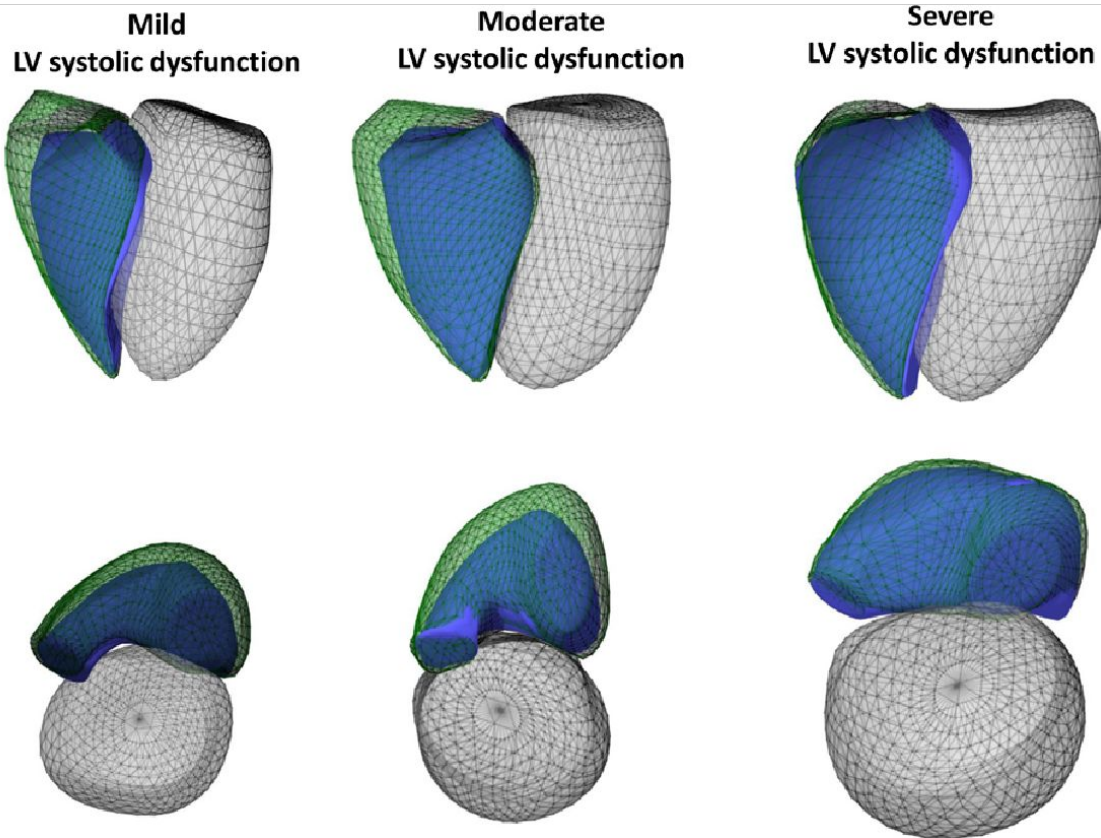 Mild
LV systolic dysfunction
Moderate
LV systolic dysfunction
Severe
LV systolic dysfunction